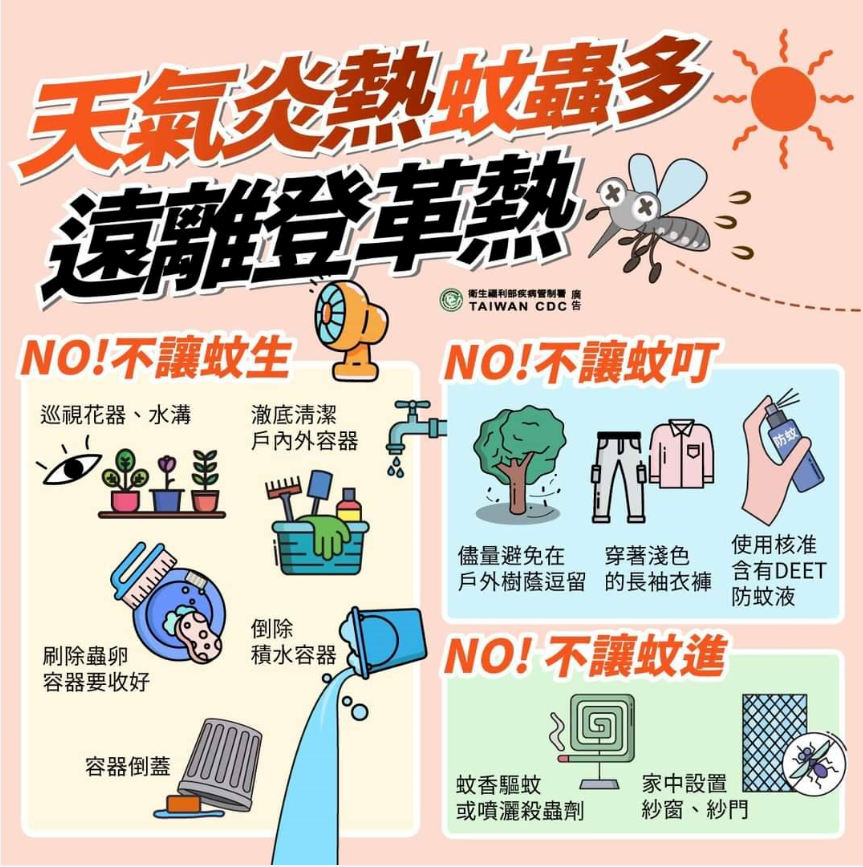 天氣炎熱蚊蟲多
遠離登革熱
衛生福利部疾病管制署
TAIWAN CDC
廣告
NO!不讓蚊生
巡視花器、水溝
澈底清潔
戶內外容器
刷除蟲卵
容器要收好
倒除
積水容器
容器倒蓋
NO!不讓蚊叮
防蚊
儘量避免在
戶外樹蔭逗留
穿著淺色
的長袖衣褲
使用核准
含有DEET
防蚊液
NO! 不讓蚊進
蚊香驅蚊
或噴灑殺蟲劑
家中設置
紗窗、紗門